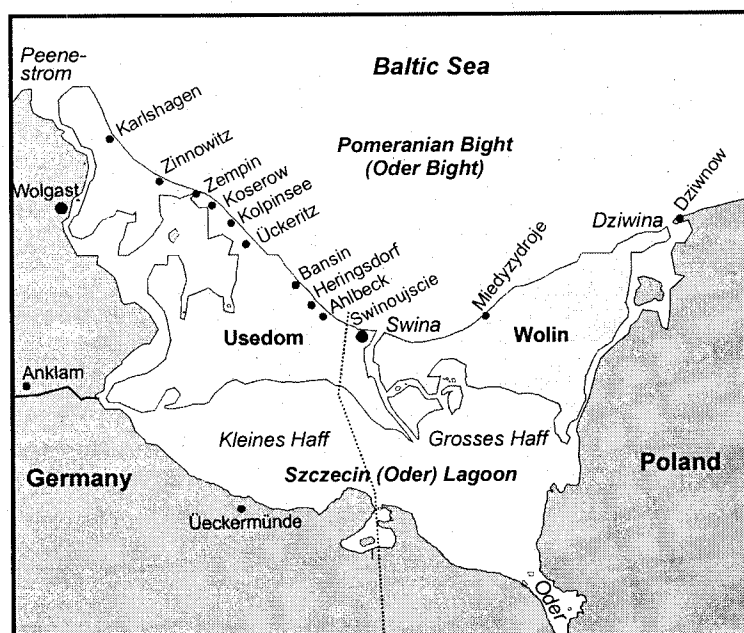 Peene-
strom
Baltic Sea
Karlshagen
Pomeranian Bight
(Oder Bight)
Zinnowitz
Zempin
Koserow
Kolpinsee
Ückeritz
Wolgast
Dziwnow
Dziwina
Bansin
Heringsdorf
Ahlbeck
Swinoujscie
Miedyzydroje
Swina
Usedom
Wolin
Anklam
Kleines Haff
Grosses Haff
Germany
Szczecin (Oder) Lagoon
Poland
Üeckermünde
Oder